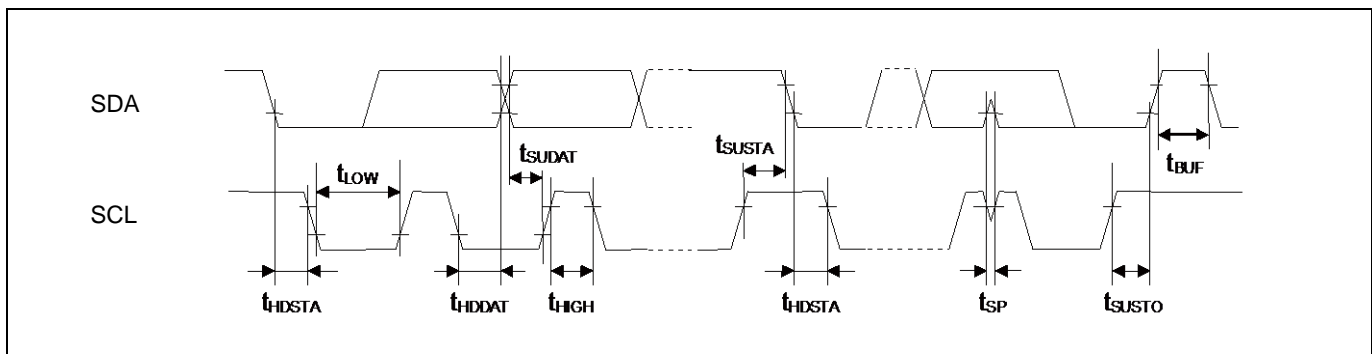 SDA
tSUDAT
tSUSTA
tBUF
tLOW
SCL
tHDSTA
tHDDAT
tHIGH
tHDSTA
tSP
tSUSTO